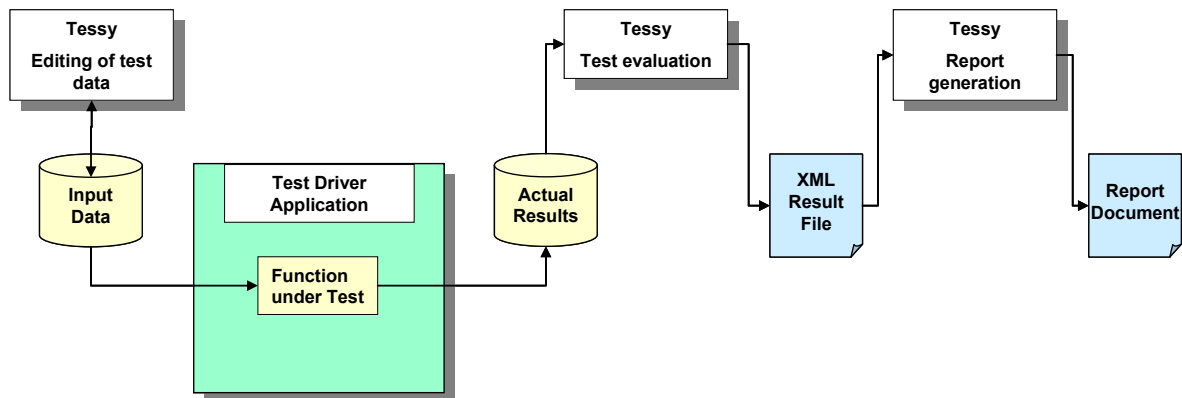 Tessy
Editing of test
data
Input
Data
Test Driver
Application
Function
under Test
Actual
Results
Tessy
Test evaluation
XML
Result
File
Tessy
Report
generation
Report
Document